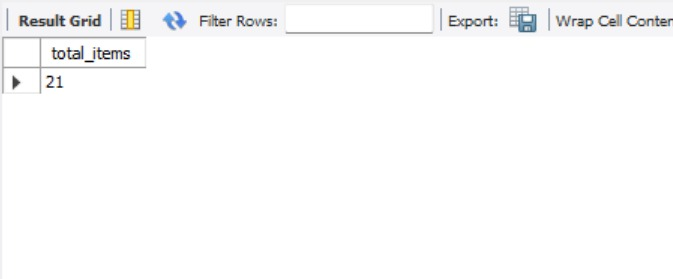 Result Grid Filter Rows: Export: Wrap Cell Conten
total_items
21